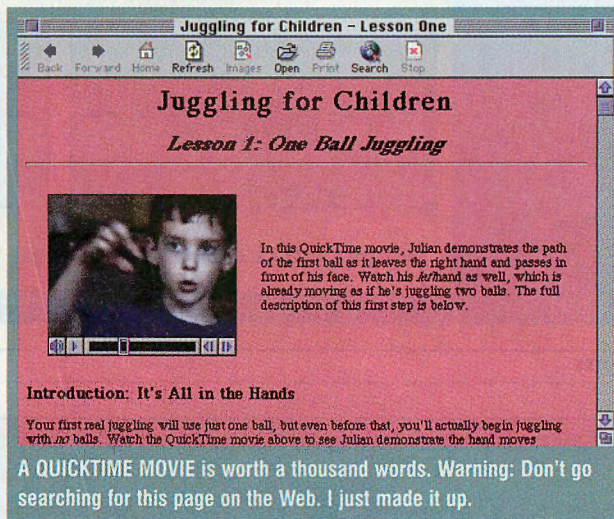 Juggling for Children - Lesson One
Back Forward Home Refresh Images Open Print Search Stop
Juggling for Children
Lesson 1: One Ball Juggling
In this QuickTime movie, Julian demonstrates the path
of the first ball as it leaves the right hand and passes in
front of his face. Watch his left hand as well, which is
already moving as if he's juggling two balls. The full
description of this first step is below.
Introduction: It's All in the Hands
Your first real juggling will use just one ball, but even before that, you'll actually begin juggling
with no balls. Watch the QuickTime movie above to see Julian demonstrate the hand moves
A QUICKTIME MOVIE is worth a thousand words. Warning: Don't go
searching for this page on the Web. I just made it up.